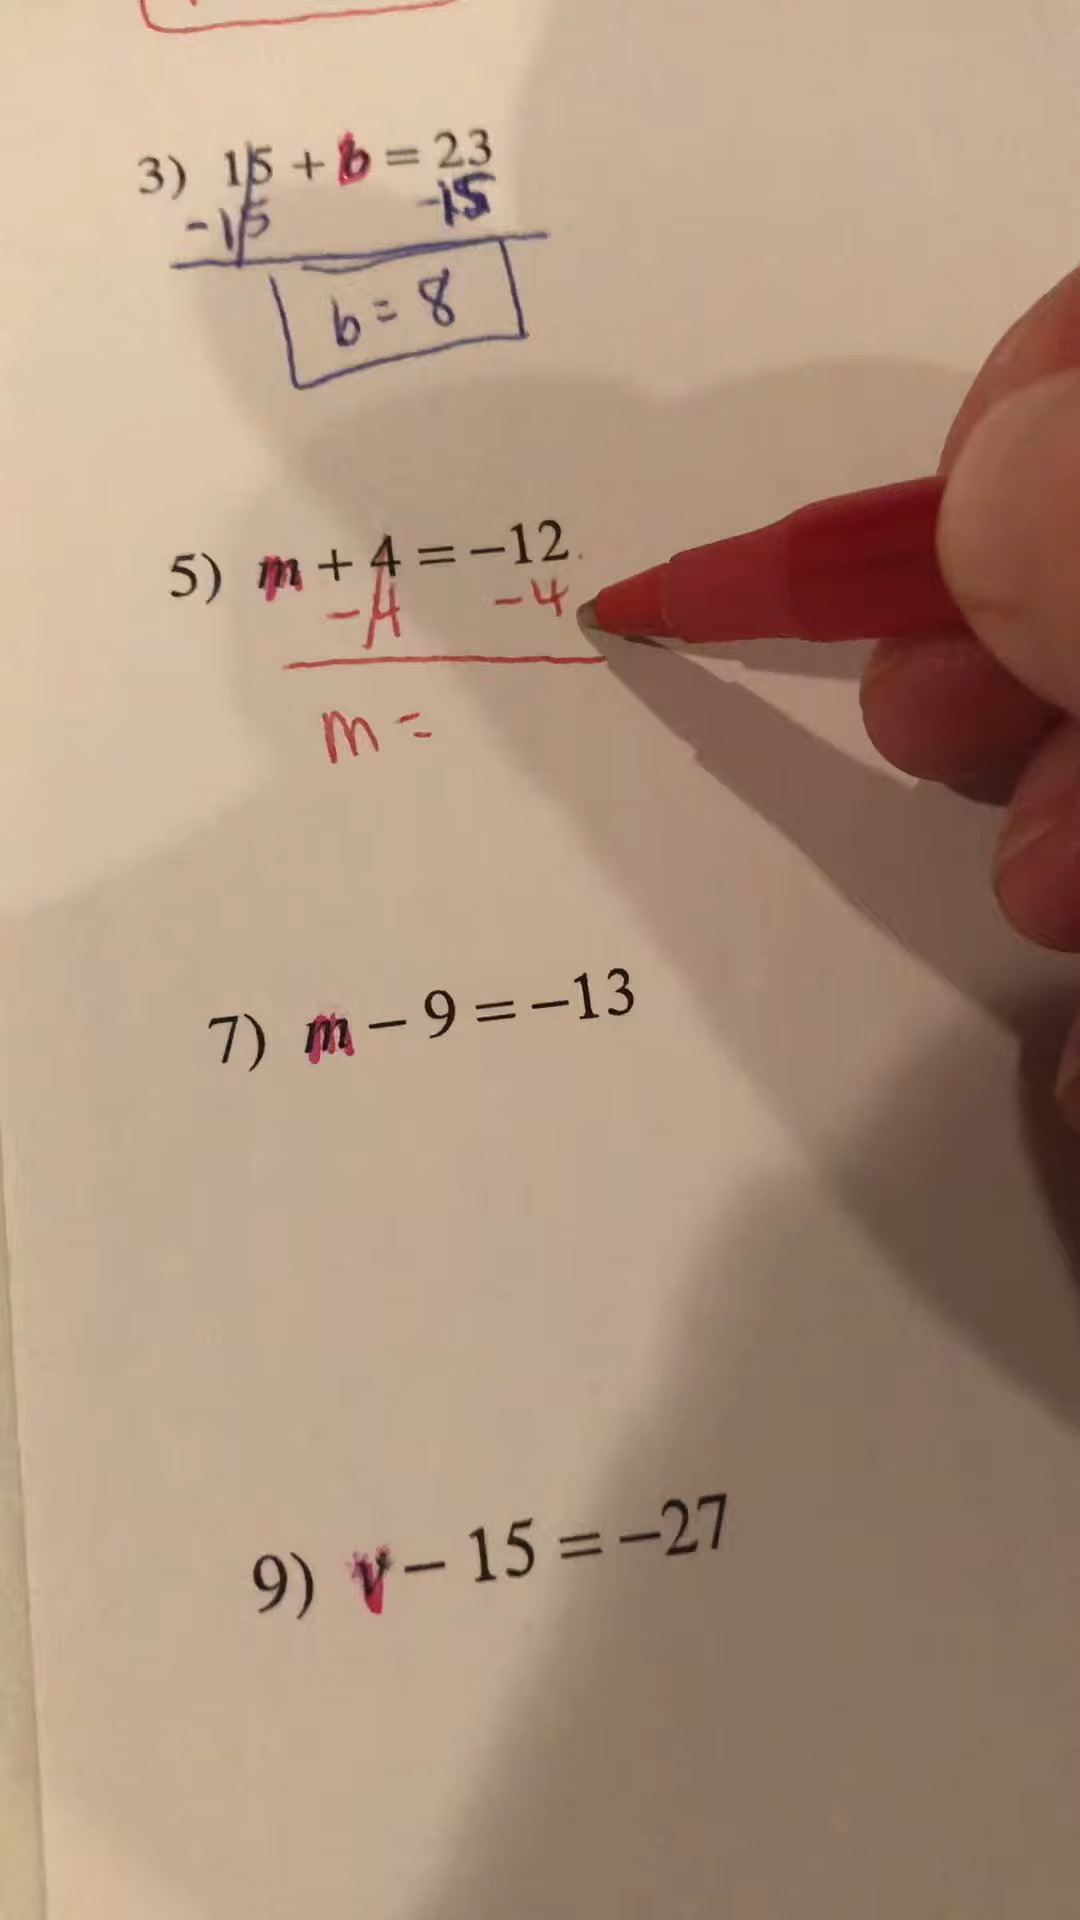 3) 15 + b = 23
-15 -15
b = 8
5) m + 4 = -12
-4 -4
m =
7) m - 9 = -13
9) v - 15 = -27